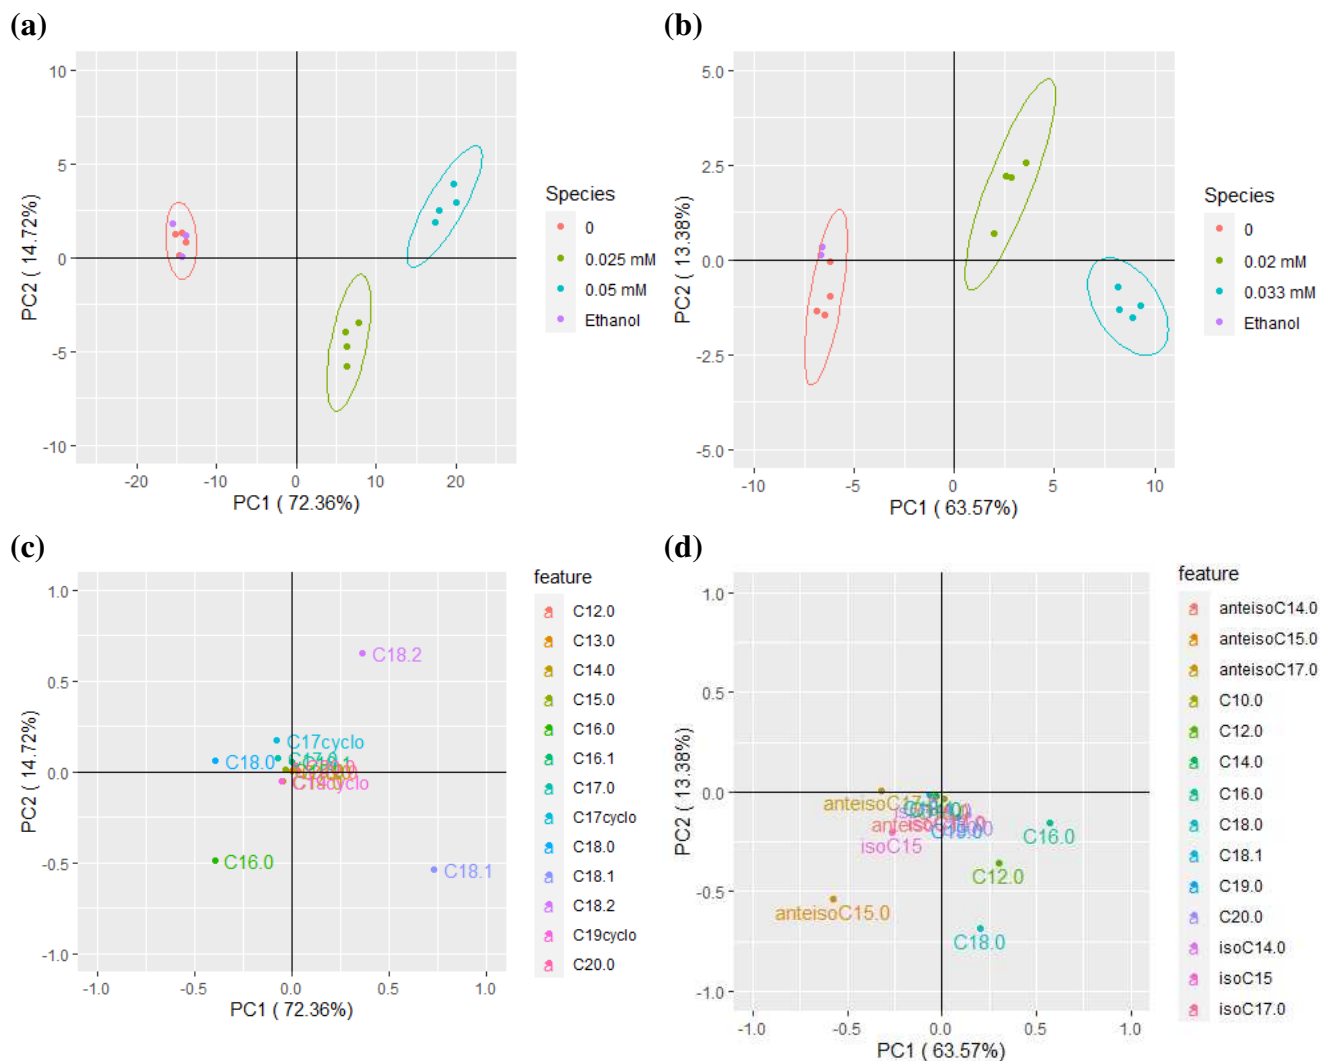 (a)
10
5
0
-5
-10
-20
-10
0
10
20
PC2 ( 14.72%)
PC1 ( 72.36%)
Species
0
0.025 mM
0.05 mM
Ethanol
(b)
5.0
2.5
0.0
-2.5
-5.0
-10
-5
0
5
10
PC2 ( 13.38%)
PC1 ( 63.57%)
Species
0
0.02 mM
0.033 mM
Ethanol
(c)
1.0
0.5
0.0
-0.5
-1.0
-1.0
-0.5
0.0
0.5
1.0
PC2 ( 14.72%)
PC1 ( 72.36%)
C18.2
C17cyclo
C18.0
C16.0
C18.1
feature
C12.0
C13.0
C14.0
C15.0
C16.0
C16.1
C17.0
C17cyclo
C18.0
C18.1
C18.2
C19cyclo
C20.0
(d)
1.0
0.5
0.0
-0.5
-1.0
-1.0
-0.5
0.0
0.5
1.0
PC2 ( 13.38%)
PC1 ( 63.57%)
anteisoC17
isoC15
C16.0
C12.0
anteisoC15.0
C18.0
feature
anteisoC14.0
anteisoC15.0
anteisoC17.0
C10.0
C12.0
C14.0
C16.0
C18.0
C18.1
C19.0
C20.0
isoC14.0
isoC15
isoC17.0